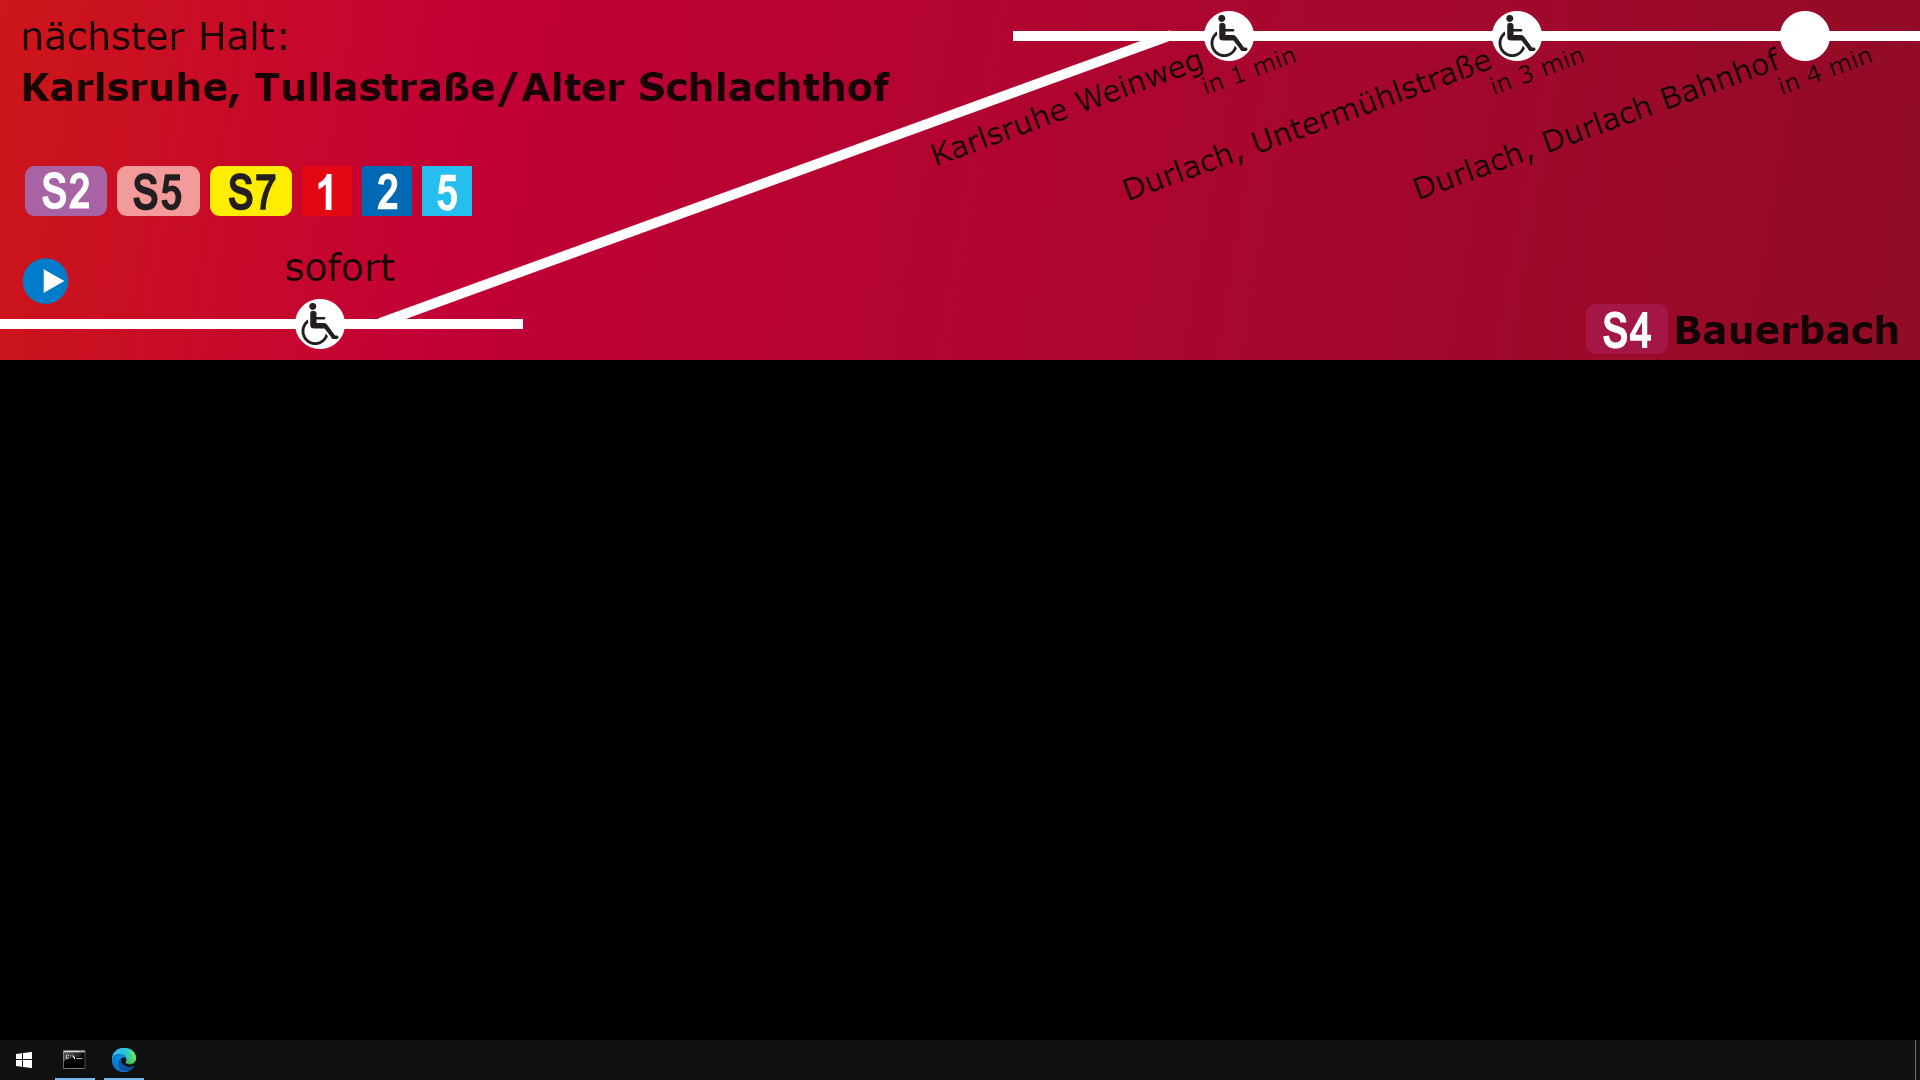 nächster Halt:
Karlsruhe, Tullastraße/Alter Schlachthof
S2 S5 S7 1 2 5
sofort
Karlsruhe Weinweg
in 1 min
Durlach, Untermühlstraße
in 3 min
Durlach, Durlach Bahnhof
in 4 min
S4 Bauerbach